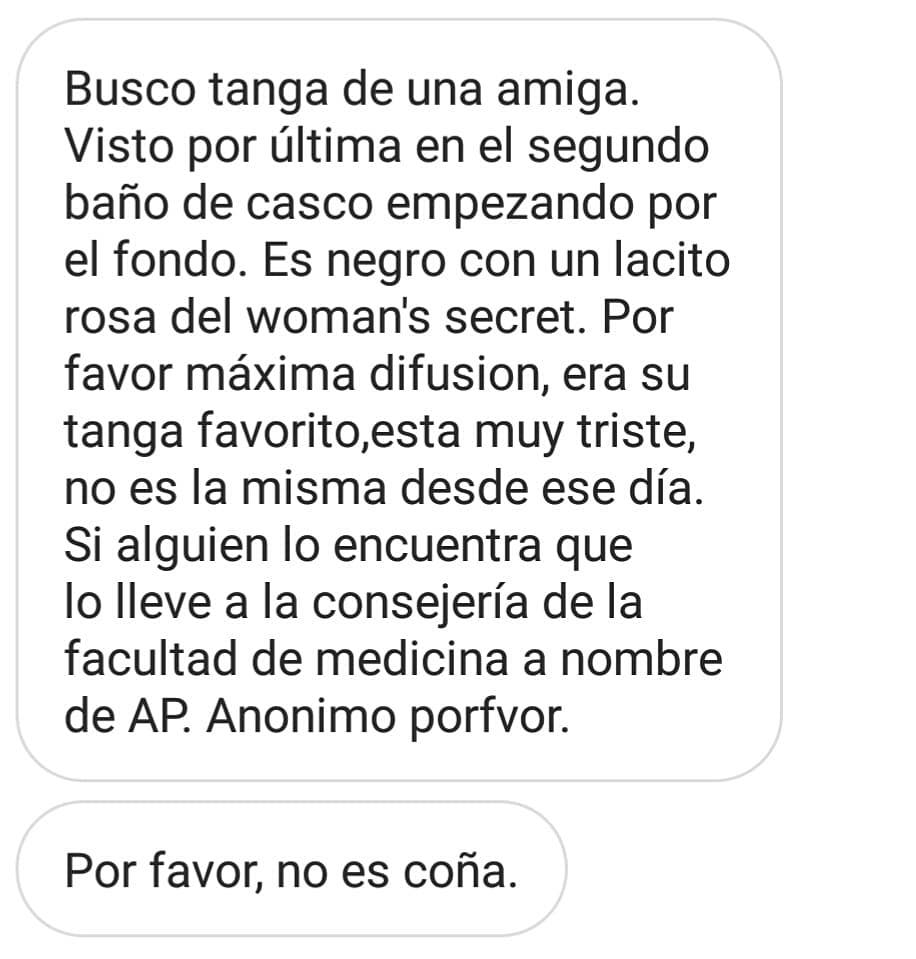 Busco tanga de una amiga.
Visto por última en el segundo
baño de casco empezando por
el fondo. Es negro con un lacito
rosa del woman's secret. Por
favor máxima difusion, era su
tanga favorito,esta muy triste,
no es la misma desde ese día.
Si alguien lo encuentra que
lo lleve a la consejería de la
facultad de medicina a nombre
de AP. Anonimo porfvor.
Por favor, no es coña.